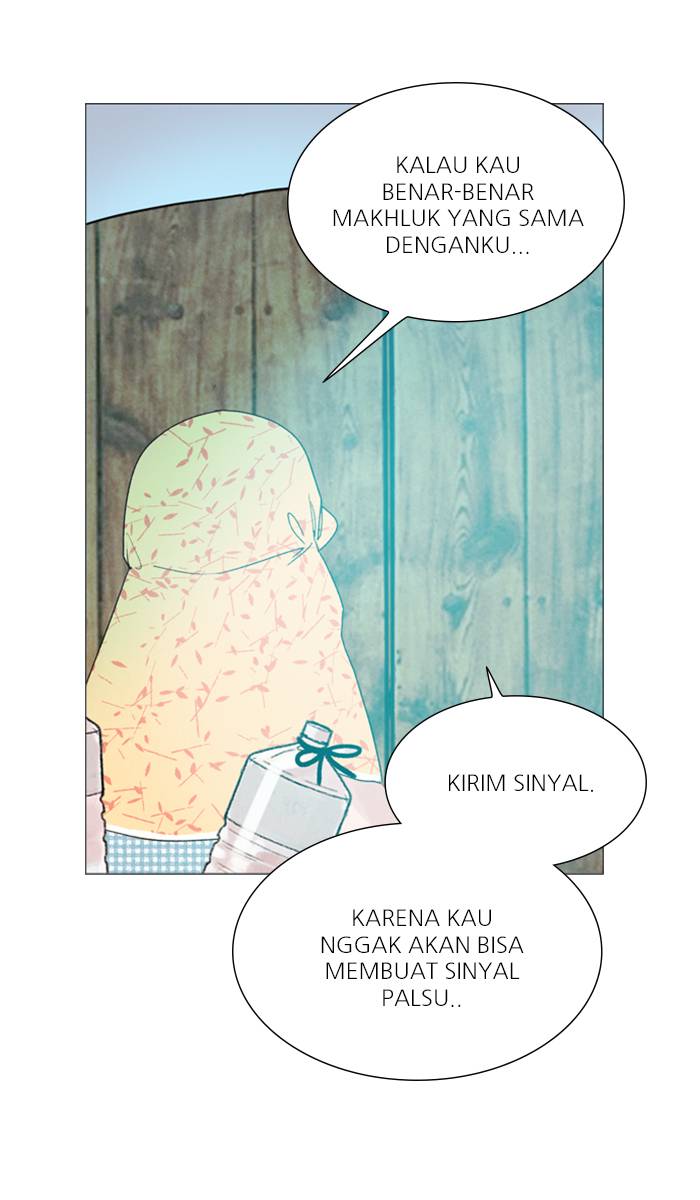 KALAU KAU
BENAR-BENAR
MAKHLUK YANG SAMA
DENGANKU...
KIRIM SINYAL.
KARENA KAU
NGGAK AKAN BISA
MEMBUAT SINYAL
PALSU..